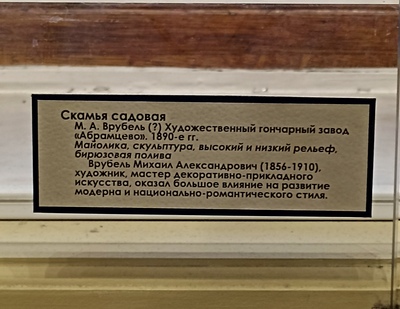 Скамья садовая
М. А. Врубель (?) Художественный гончарный завод
«Абрамцево». 1890-е гг.
Майолика, скульптура, высокий и низкий рельеф,
бирюзовая полива
Врубель Михаил Александрович (1856-1910),
художник, мастер декоративно-прикладного
искусства, оказал большое влияние на развитие
модерна и национально-романтического стиля.